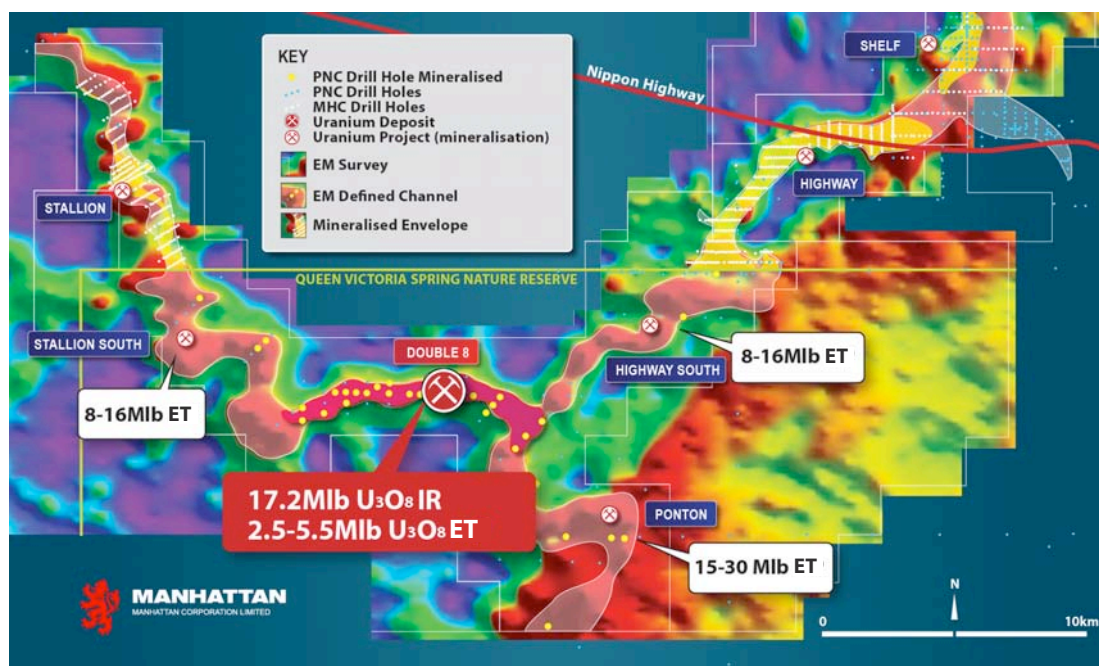 KEY
PNC Drill Hole Mineralised
PNC Drill Holes
MHC Drill Holes
Uranium Deposit
Uranium Project (mineralisation)
EM Survey
EM Defined Channel
Mineralised Envelope
Nippon Highway
SHELF
HIGHWAY
STALLION
QUEEN VICTORIA SPRING NATURE RESERVE
STALLION SOUTH
DOUBLE 8
HIGHWAY SOUTH
8-16Mlb ET
8-16Mlb ET
17.2Mlb U₃O₈ IR
2.5-5.5Mlb U₃O₈ ET
PONTON
15-30 Mlb ET
MANHATTAN
MANHATTAN CORPORATION LIMITED
N
0 10km